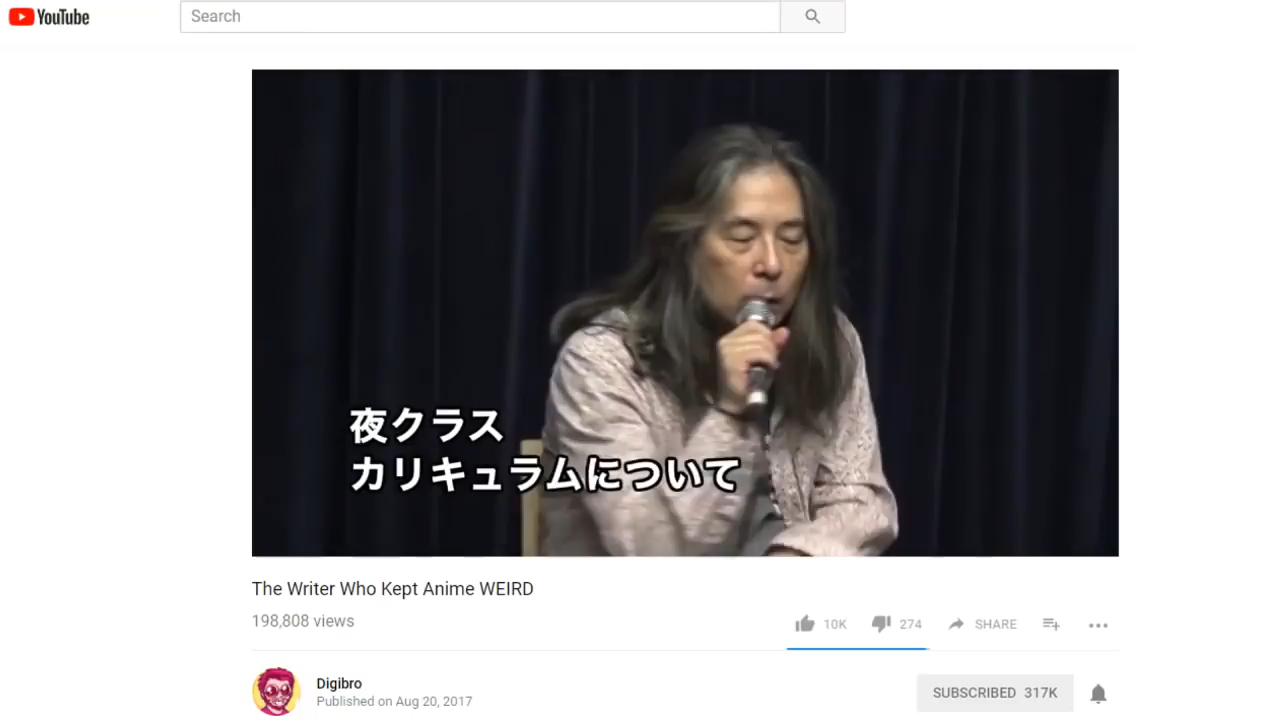 YouTube
Search
夜クラス
カリキュラムについて
The Writer Who Kept Anime WEIRD
198,808 views
10K
274
SHARE
Digibro
Published on Aug 20, 2017
SUBSCRIBED 317K